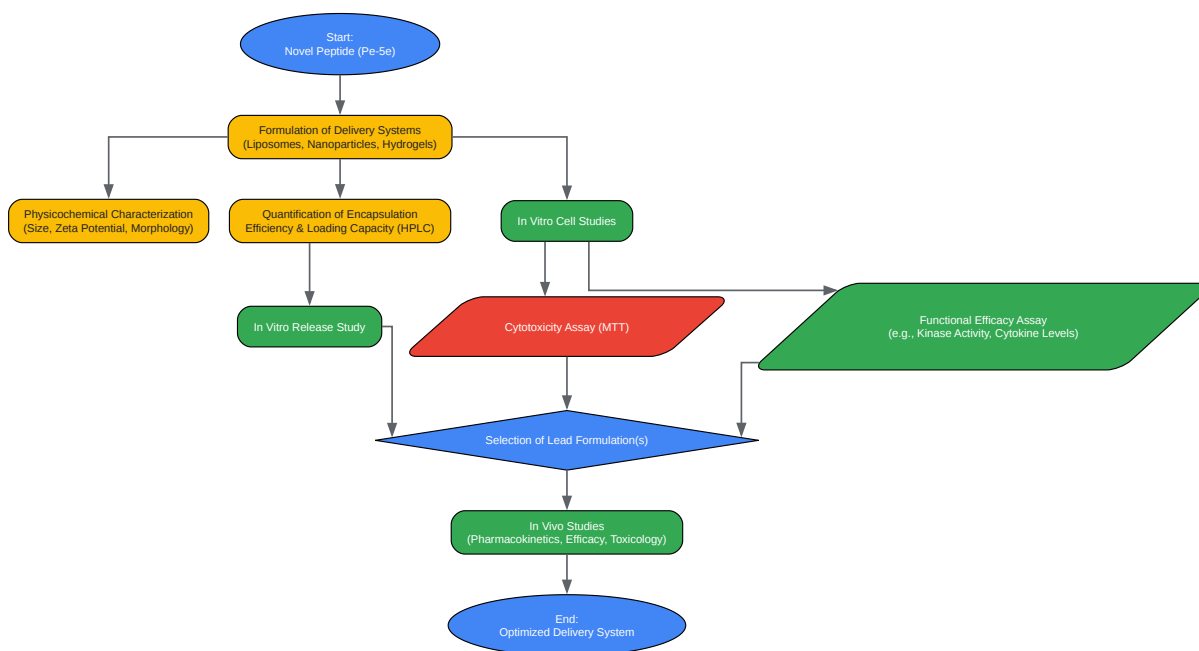 Start:
Novel Peptide (Pe-5e)
Formulation of Delivery Systems
(Liposomes, Nanoparticles, Hydrogels)
Physicochemical Characterization
(Size, Zeta Potential, Morphology)
Quantification of Encapsulation
Efficiency & Loading Capacity (HPLC)
In Vitro Cell Studies
In Vitro Release Study
Cytotoxicity Assay (MTT)
Functional Efficacy Assay
(e.g., Kinase Activity, Cytokine Levels)
Selection of Lead Formulation(s)
In Vivo Studies
(Pharmacokinetics, Efficacy, Toxicology)
End:
Optimized Delivery System